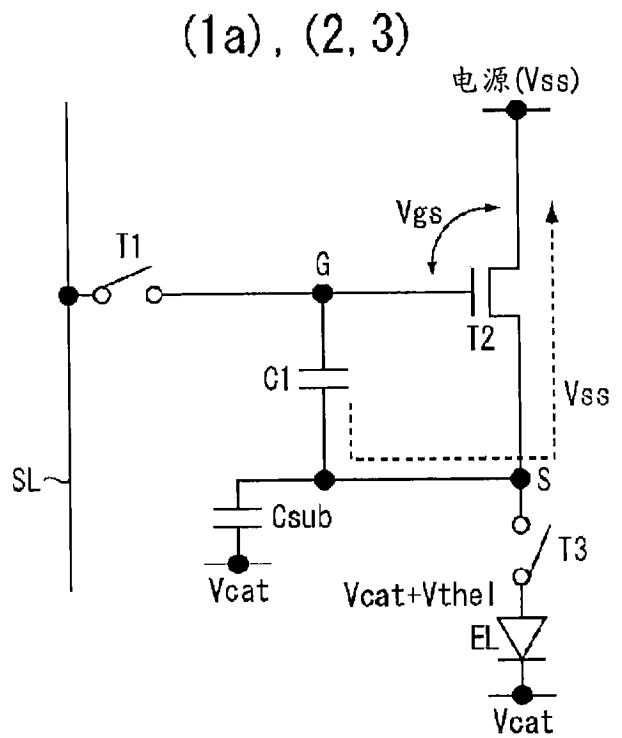 (1a), (2, 3)
电源(Vss)
Vgs
T1
G
T2
C1
Vss
SL
S
Csub
T3
Vcat
Vcat+Vthel
EL
Vcat